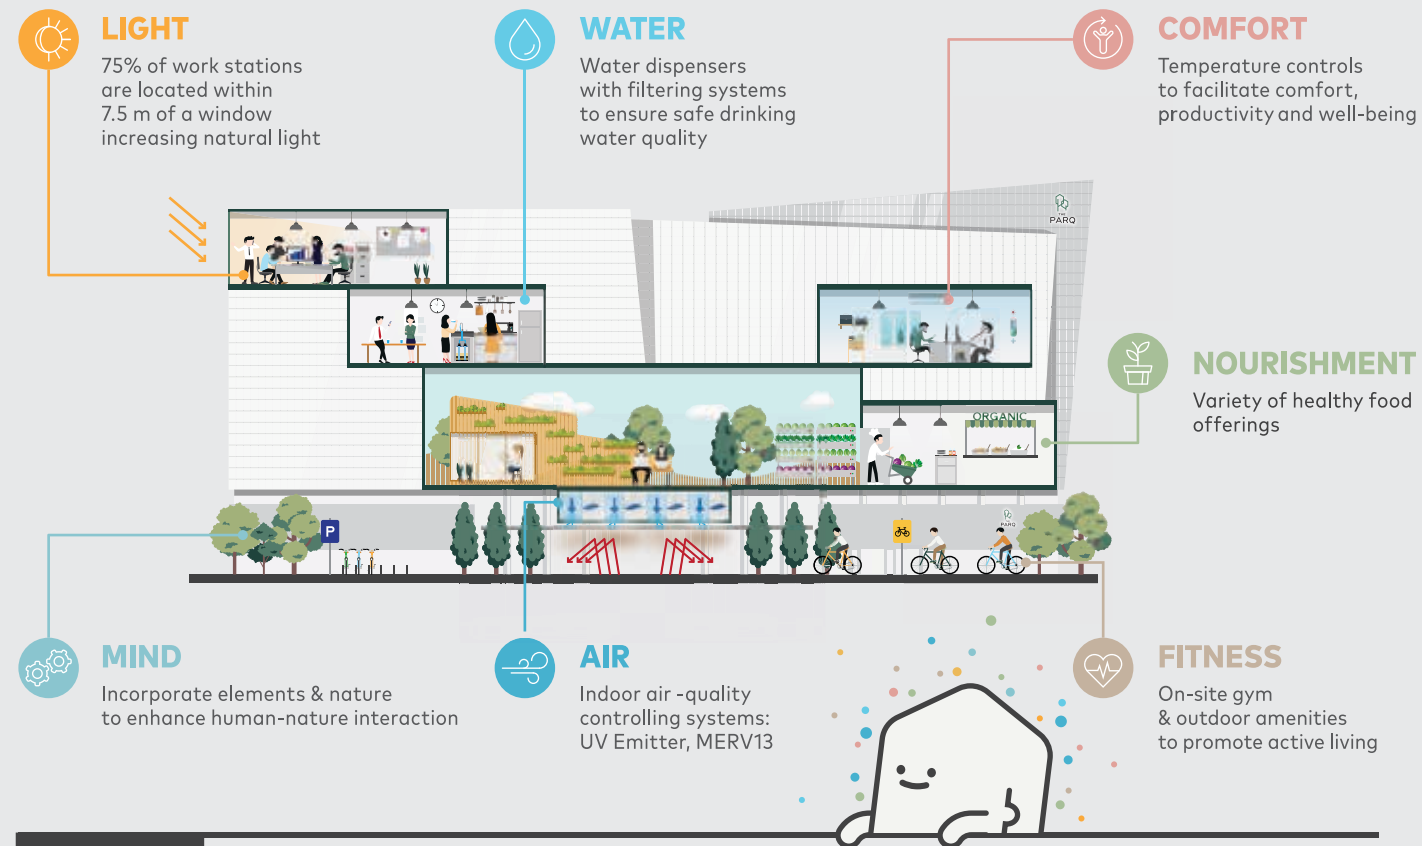 LIGHT
75% of work stations
are located within
7.5 m of a window
increasing natural light
WATER
Water dispensers
with filtering systems
to ensure safe drinking
water quality
COMFORT
Temperature controls
to facilitate comfort,
productivity and well-being
THE
PARQ
NOURISHMENT
Variety of healthy food
offerings
ORGANIC
P
THE
PARQ
MIND
Incorporate elements & nature
to enhance human-nature interaction
AIR
Indoor air -quality
controlling systems:
UV Emitter, MERV13
FITNESS
On-site gym
& outdoor amenities
to promote active living